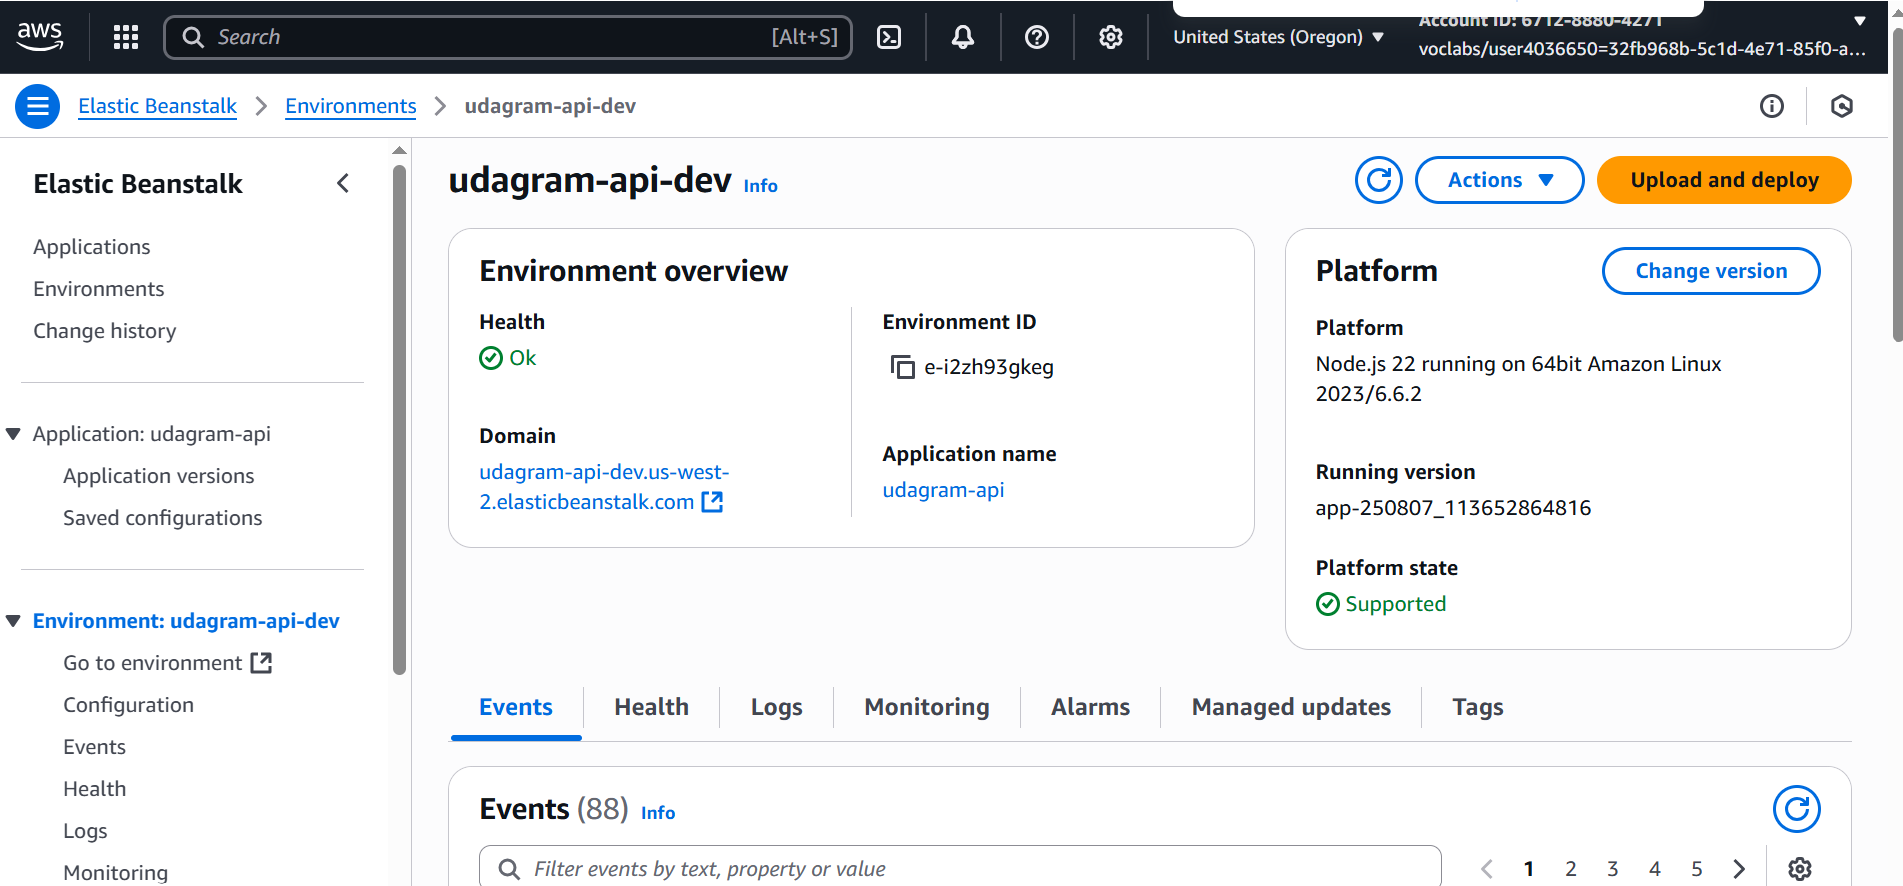 aws
Search
[Alt+S]
United States (Oregon)
Account ID: 6712-8880-4271
voclabs/user4036650=32fb968b-5c1d-4e71-85f0-a...
Elastic Beanstalk
Environments
udagram-api-dev
Elastic Beanstalk
Applications
Environments
Change history
Application: udagram-api
Application versions
Saved configurations
Environment: udagram-api-dev
Go to environment
Configuration
Events
Health
Logs
Monitoring
udagram-api-dev Info
Actions
Upload and deploy
Environment overview
Health
Ok
Domain
udagram-api-dev.us-west-
2.elasticbeanstalk.com
Environment ID
e-i2zh93gkeg
Application name
udagram-api
Platform
Change version
Platform
Node.js 22 running on 64bit Amazon Linux
2023/6.6.2
Running version
app-250807_113652864816
Platform state
Supported
Events
Health
Logs
Monitoring
Alarms
Managed updates
Tags
Events (88) Info
Filter events by text, property or value
1 2 3 4 5